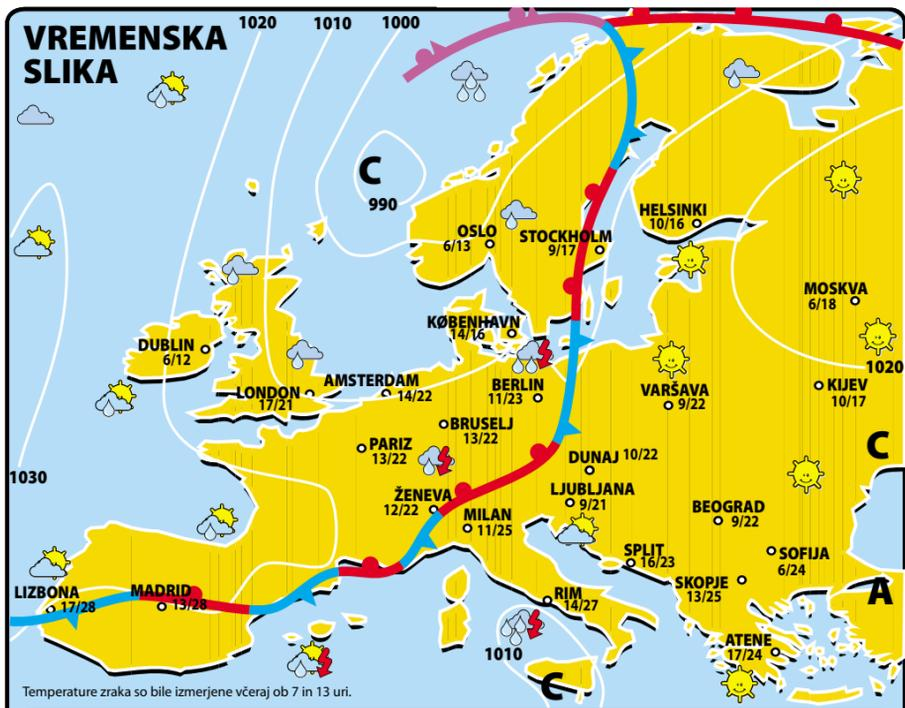 VREMENSKA
SLIKA
1020
1010
1000
C
990
OSLO
6/13
STOCKHOLM
9/17
HELSINKI
10/16
MOSKVA
6/18
DUBLIN
6/12
KØBENHAVN
14/16
LONDON
17/21
AMSTERDAM
14/22
BERLIN
11/23
VARŠAVA
9/22
1020
KIJEV
10/17
BRUSELJ
13/22
PARIZ
13/22
C
1030
DUNAJ 10/22
ŽENEVA
12/22
LJUBLJANA
9/21
MILAN
11/25
BEOGRAD
9/22
SPLIT
16/23
SOFIJA
6/24
SKOPJE
13/25
A
LIZBONA
17/28
MADRID
13/28
RIM
14/27
1010
ATENE
17/24
C
Temperature zraka so bile izmerjene včeraj ob 7 in 13 uri.